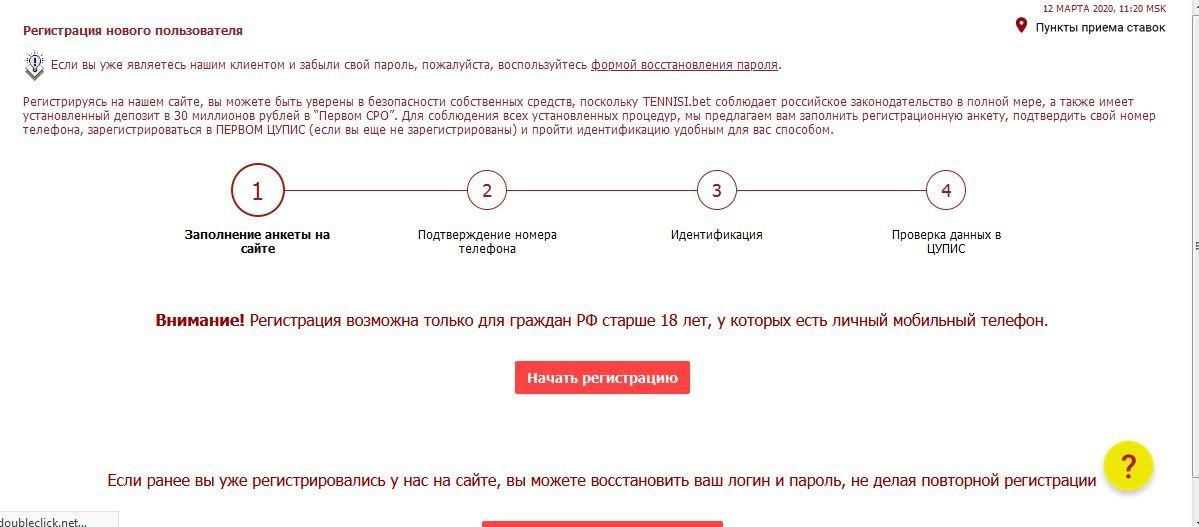 12 МАРТА 2020, 11:20 MSK
Регистрация нового пользователя
Пункты приема ставок
Если вы уже являетесь нашим клиентом и забыли свой пароль, пожалуйста, воспользуйтесь формой восстановления пароля.
Регистрируясь на нашем сайте, вы можете быть уверены в безопасности собственных средств, поскольку TENNISI.bet соблюдает российское законодательство в полной мере, а также имеет
установленный депозит в 30 миллионов рублей в “Первом СРО”. Для соблюдения всех установленных процедур, мы предлагаем вам заполнить регистрационную анкету, подтвердить свой номер
телефона, зарегистрироваться в ПЕРВОМ ЦУПИС (если вы еще не зарегистрированы) и пройти идентификацию удобным для вас способом.
1
2
3
4
Заполнение анкеты на
сайте
Подтверждение номера
телефона
Идентификация
Проверка данных в
ЦУПИС
Внимание! Регистрация возможна только для граждан РФ старше 18 лет, у которых есть личный мобильный телефон.
Начать регистрацию
?
Если ранее вы уже регистрировались у нас на сайте, вы можете восстановить ваш логин и пароль, не делая повторной регистрации
doubleclick.net...